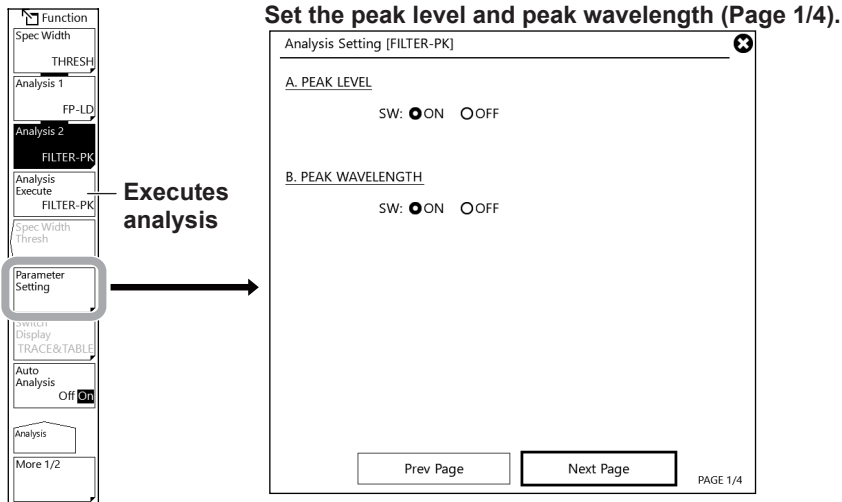 Function
Spec Width
THRESH
Analysis 1
FP-LD
Analysis 2
FILTER-PK
Analysis
Execute
FILTER-PK
Spec Width
Thresh
Parameter
Setting
Switch
Display
TRACE&TABLE
Auto
Analysis
Off On
Analysis
More 1/2
Executes
analysis
Set the peak level and peak wavelength (Page 1/4).
Analysis Setting [FILTER-PK]
A. PEAK LEVEL
SW: ON OFF
B. PEAK WAVELENGTH
SW: ON OFF
Prev Page
Next Page
PAGE 1/4